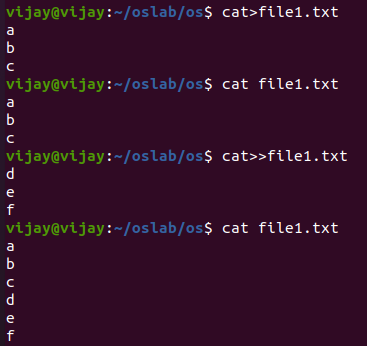 vijay@vijay:~/oslab/os$ cat>file1.txt
a
b
c
vijay@vijay:~/oslab/os$ cat file1.txt
a
b
c
vijay@vijay:~/oslab/os$ cat>>file1.txt
d
e
f
vijay@vijay:~/oslab/os$ cat file1.txt
a
b
c
d
e
f